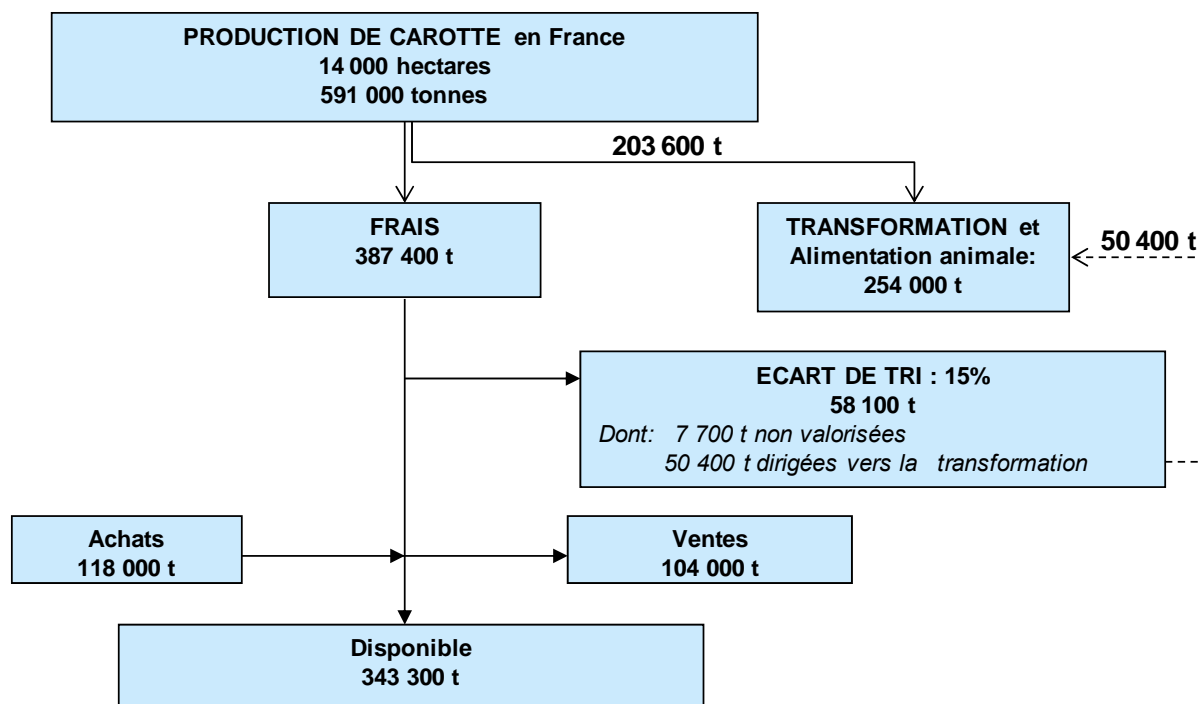 PRODUCTION DE CAROTTE en France
14 000 hectares
591 000 tonnes
203 600 t
FRAIS
387 400 t
TRANSFORMATION et
Alimentation animale:
254 000 t
50 400 t
ECART DE TRI : 15%
58 100 t
Dont: 7 700 t non valorisées
50 400 t dirigées vers la transformation
Achats
118 000 t
Ventes
104 000 t
Disponible
343 300 t